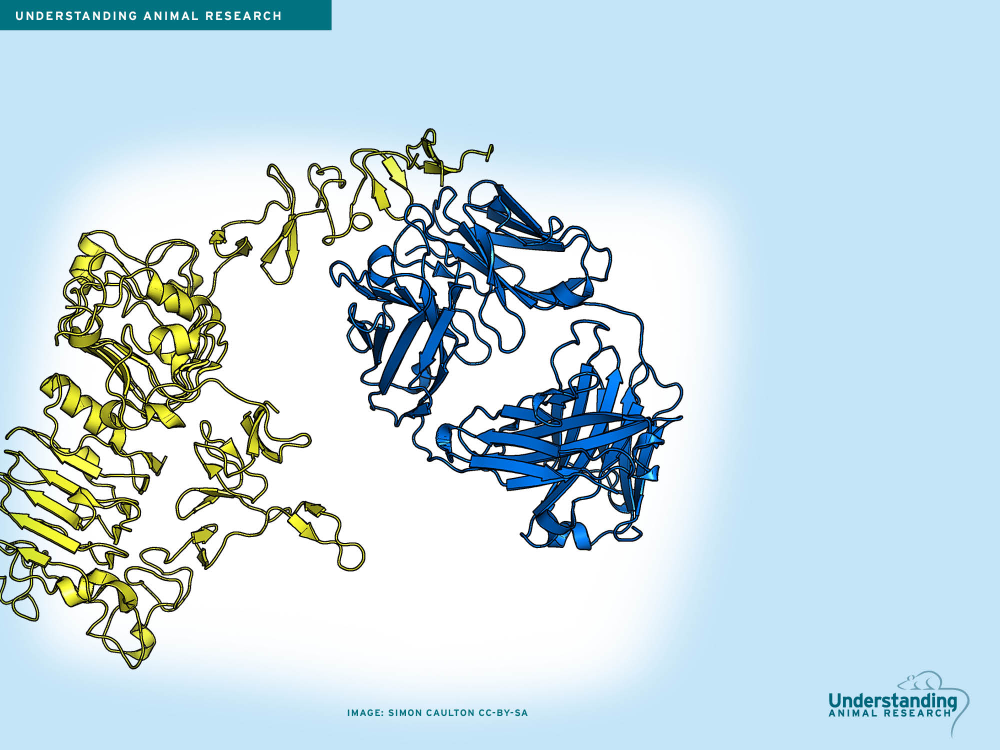 UNDERSTANDING ANIMAL RESEARCH
IMAGE: SIMON CAULTON CC-BY-SA
Understanding
ANIMAL RESEARCH